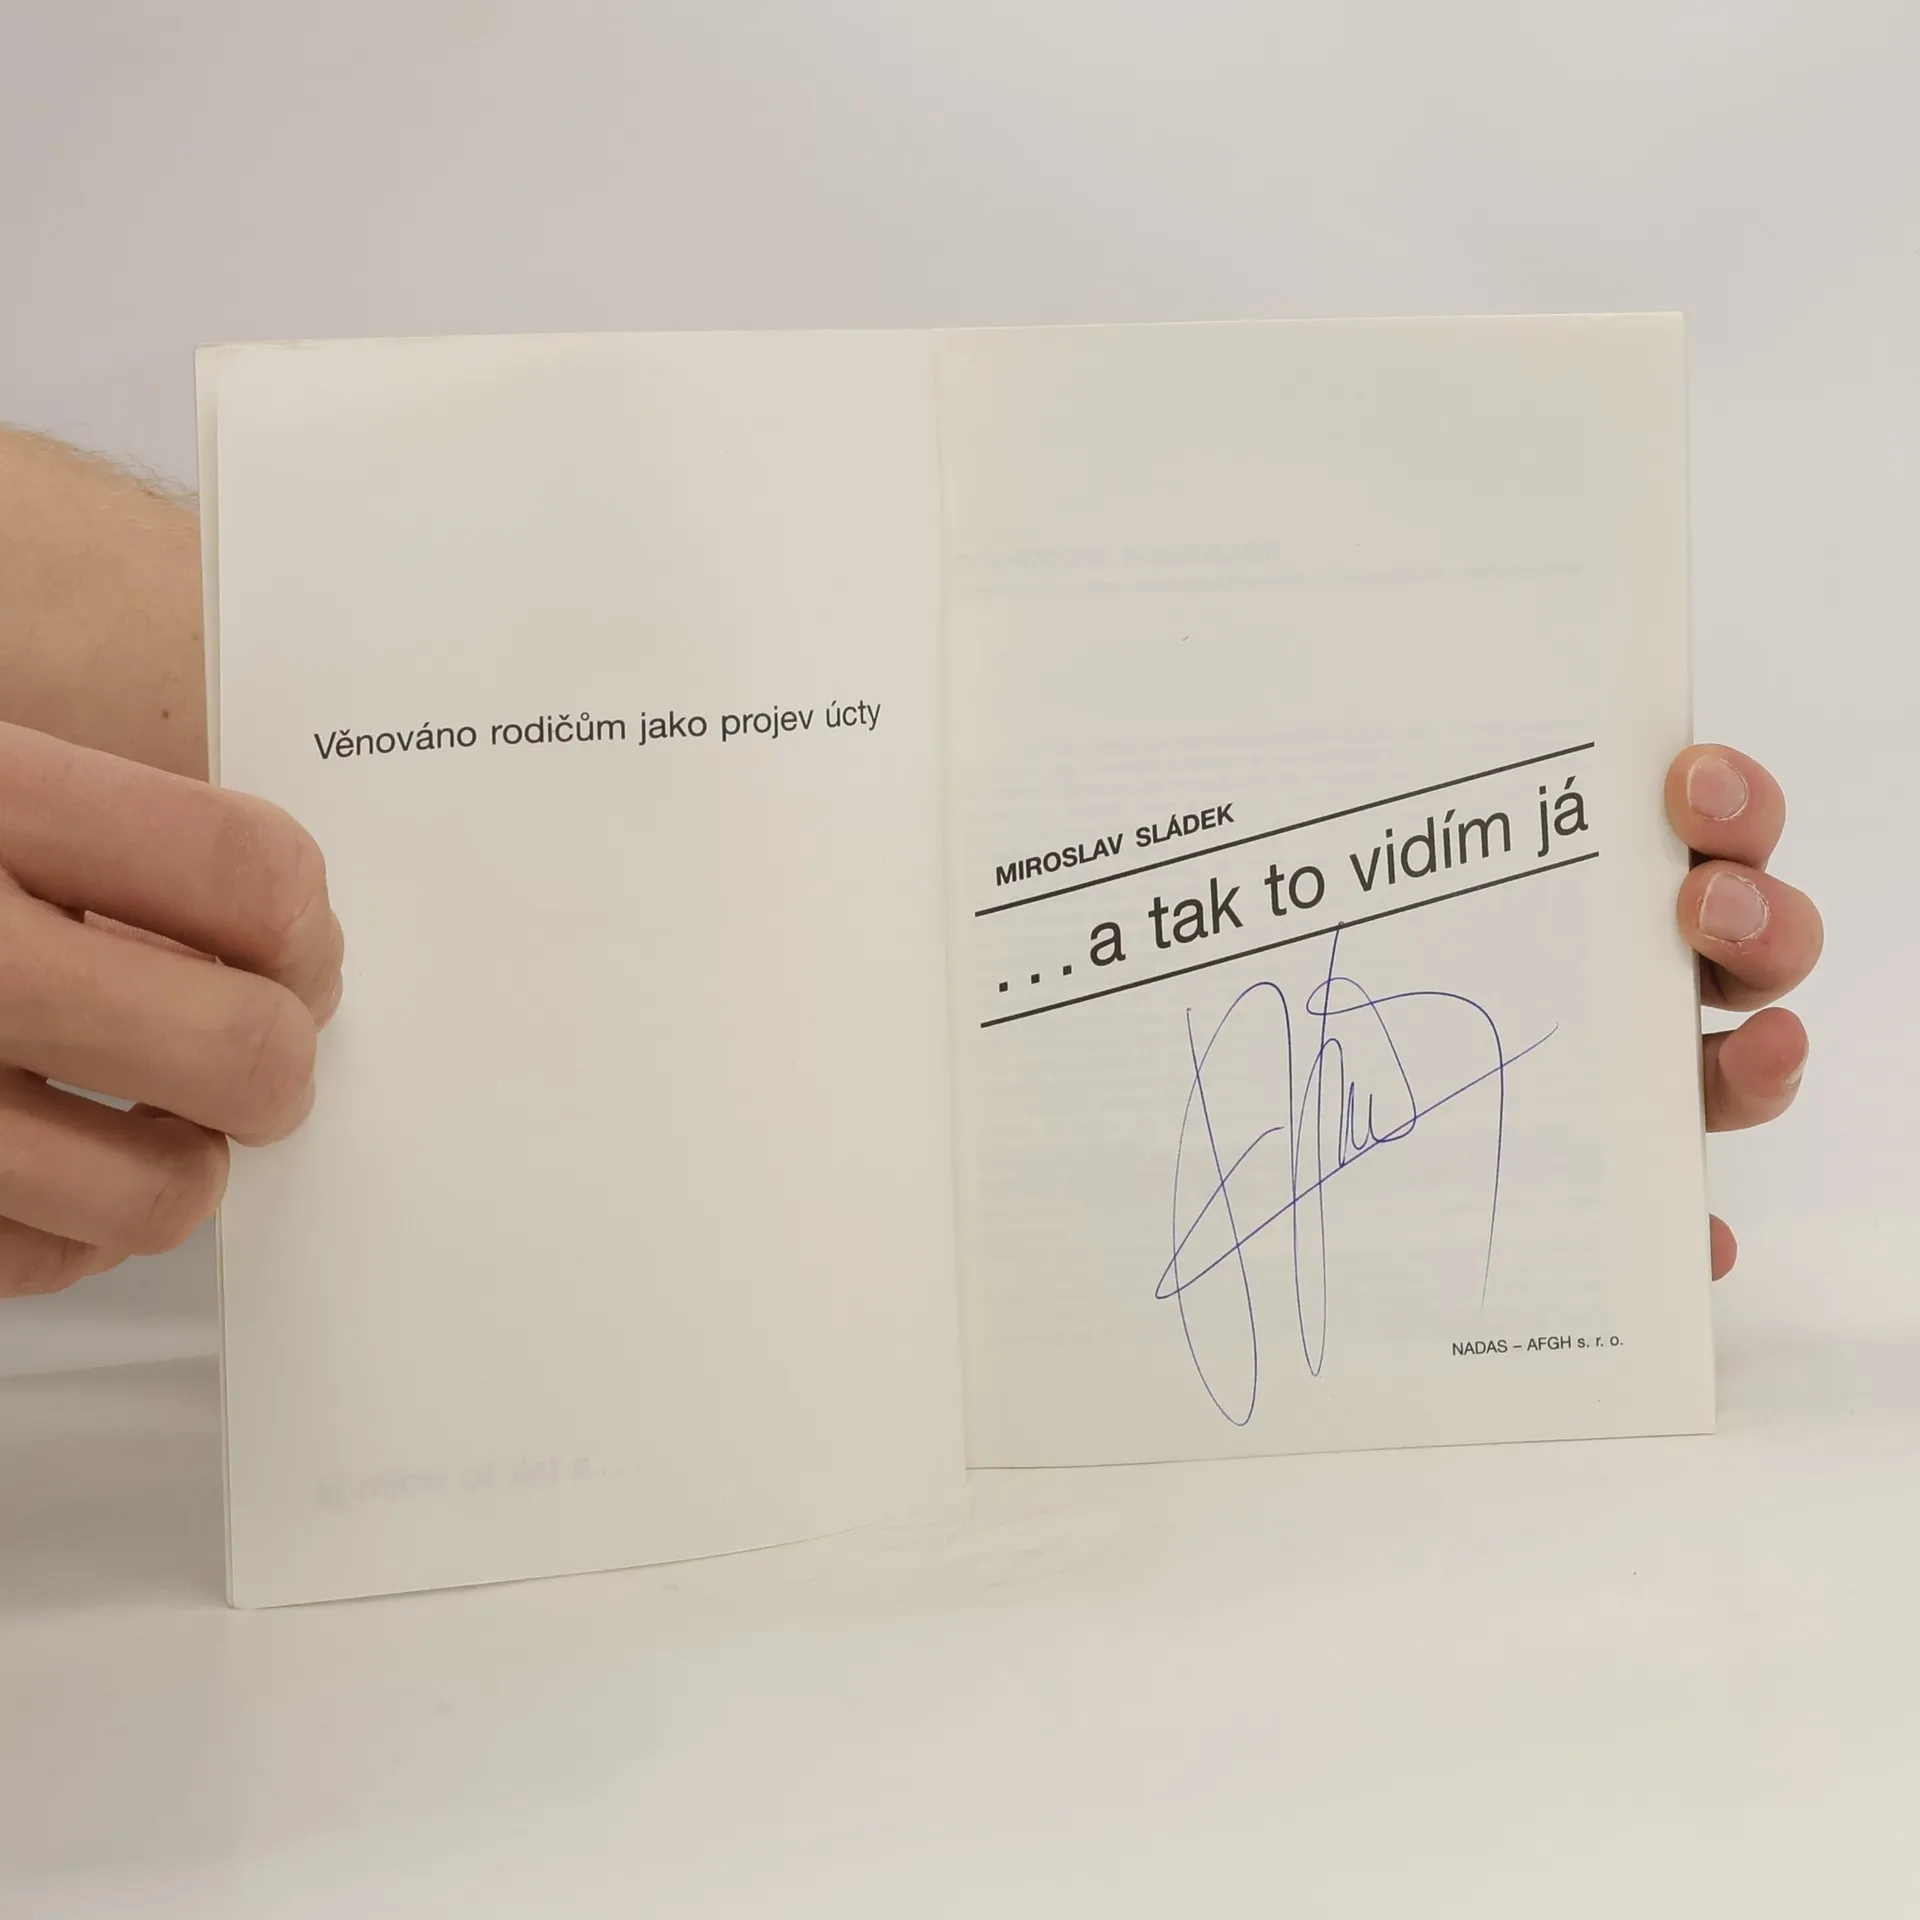 Věnováno rodičům jako projev úcty
MIROSLAV SLÁDEK
...a tak to vidím já
NADAS – AFGH s. r. o.